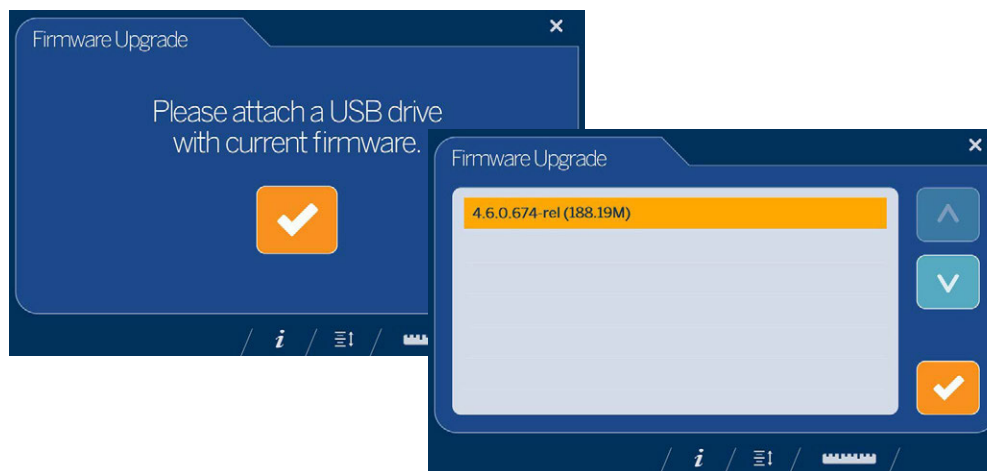 Firmware Upgrade
Please attach a USB drive
with current firmware.
Firmware Upgrade
4.6.0.674-rel (188.19M)